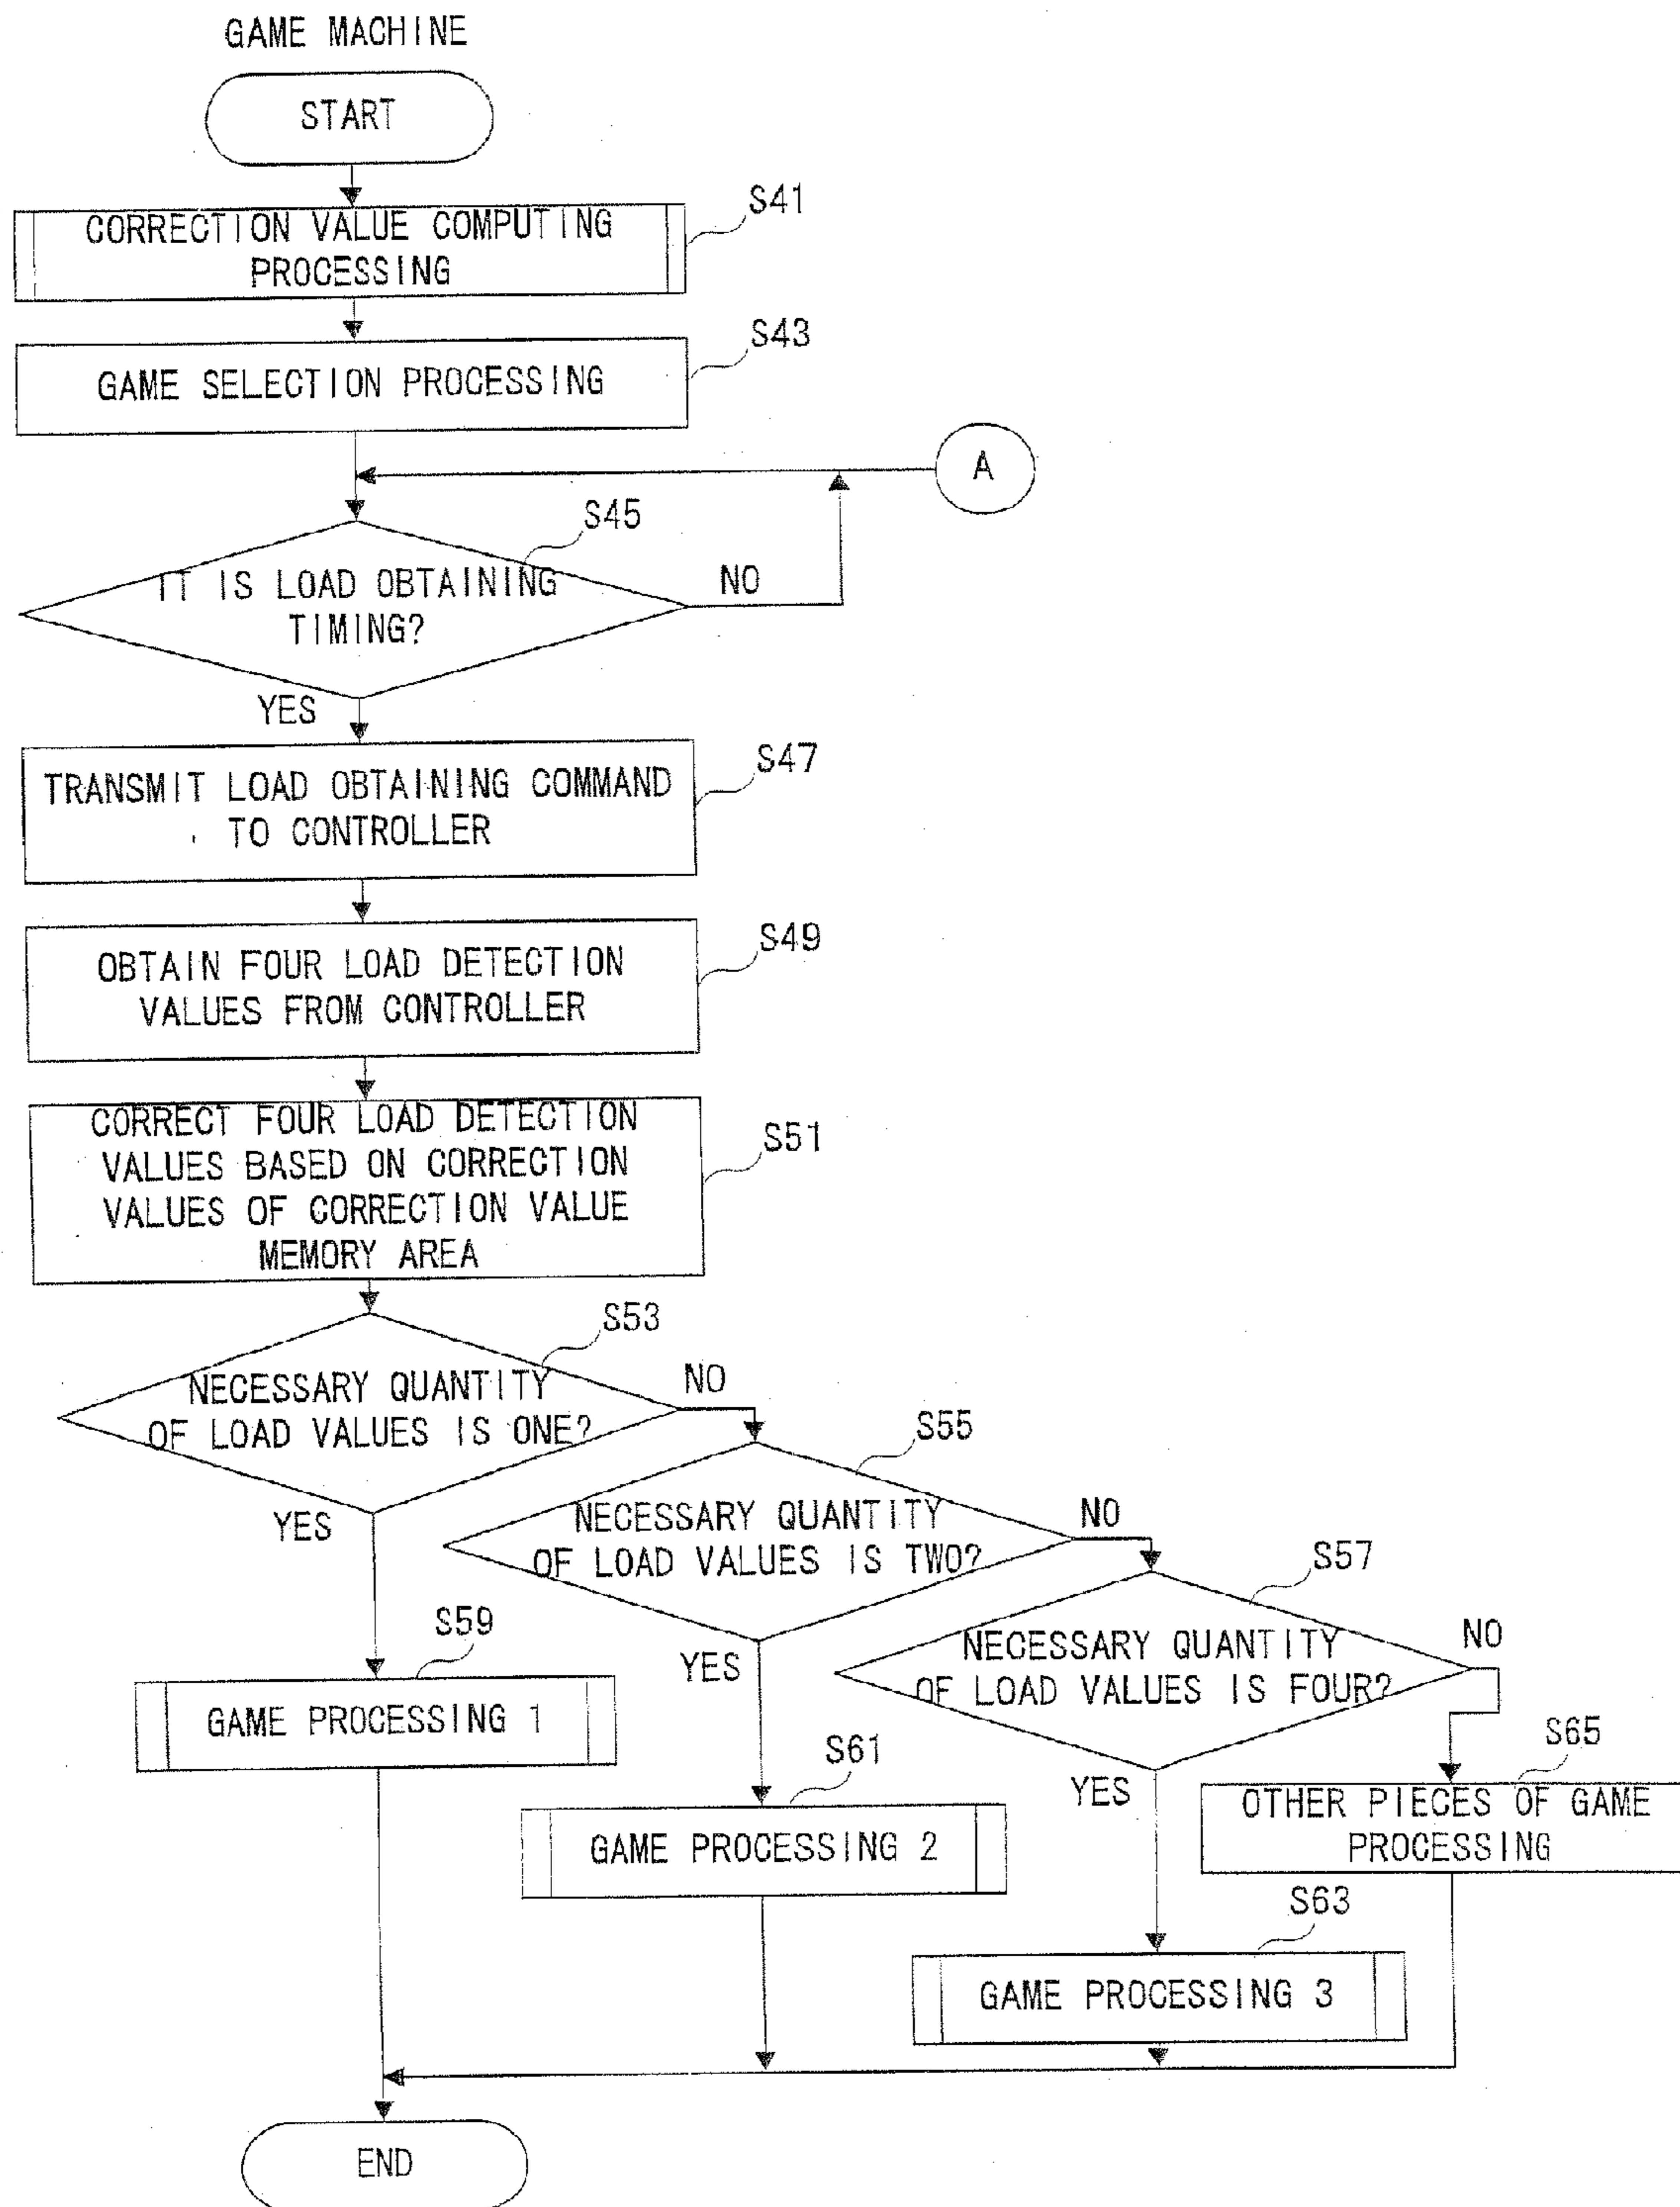 GAME MACHINE
START
S41
CORRECTION VALUE COMPUTING
PROCESSING
S43
GAME SELECTION PROCESSING
A
S45
IT IS LOAD OBTAINING
TIMING?
NO
YES
S47
TRANSMIT LOAD OBTAINING COMMAND
TO CONTROLLER
S49
OBTAIN FOUR LOAD DETECTION
VALUES FROM CONTROLLER
S51
CORRECT FOUR LOAD DETECTION
VALUES BASED ON CORRECTION
VALUES OF CORRECTION VALUE
MEMORY AREA
S53
NECESSARY QUANTITY
OF LOAD VALUES IS ONE?
NO
YES
S55
NECESSARY QUANTITY
OF LOAD VALUES IS TWO?
NO
YES
S57
NECESSARY QUANTITY
OF LOAD VALUES IS FOUR?
NO
YES
S59
GAME PROCESSING 1
S61
GAME PROCESSING 2
S65
OTHER PIECES OF GAME
PROCESSING
S63
GAME PROCESSING 3
END